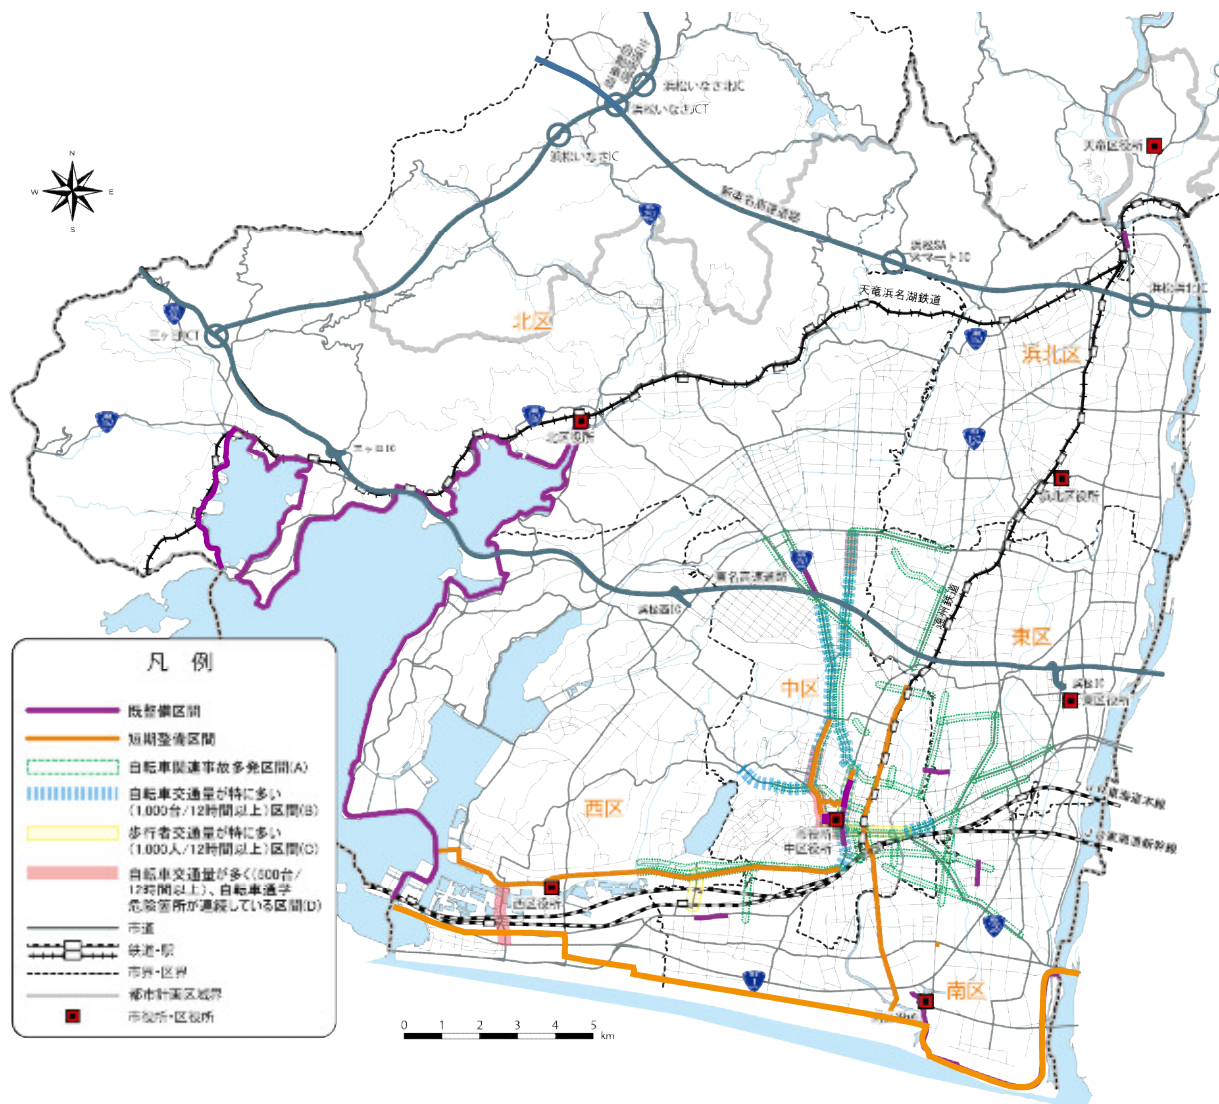 浜松いなさ北IC
浜松いなさJCT
浜松いなさIC
天竜区役所
N
W
E
S
新東名高速道路
浜松SA
スマートIC
浜松浜北IC
天竜浜名湖鉄道
北区
三ヶ日JCT
浜北区
北区役所
三ヶ日IC
浜北区役所
東名高速道路
浜松西IC
遠州鉄道
東区
浜松IC
東区役所
中区
西区
市役所
中区役所
JR東海道本線
JR東海道新幹線
西区役所
1
南区
凡 例
既整備区間
短期整備区間
自転車関連事故多発区間(A)
自転車交通量が特に多い
(1,000台/12時間以上)区間(B)
歩行者交通量が特に多い
(1,000人/12時間以上)区間(C)
自転車交通量が多く(500台/
12時間以上)、自転車通学
危険箇所が連続している区間(D)
市道
鉄道・駅
市界・区界
都市計画区域界
市役所・区役所
0 1 2 3 4 5
km